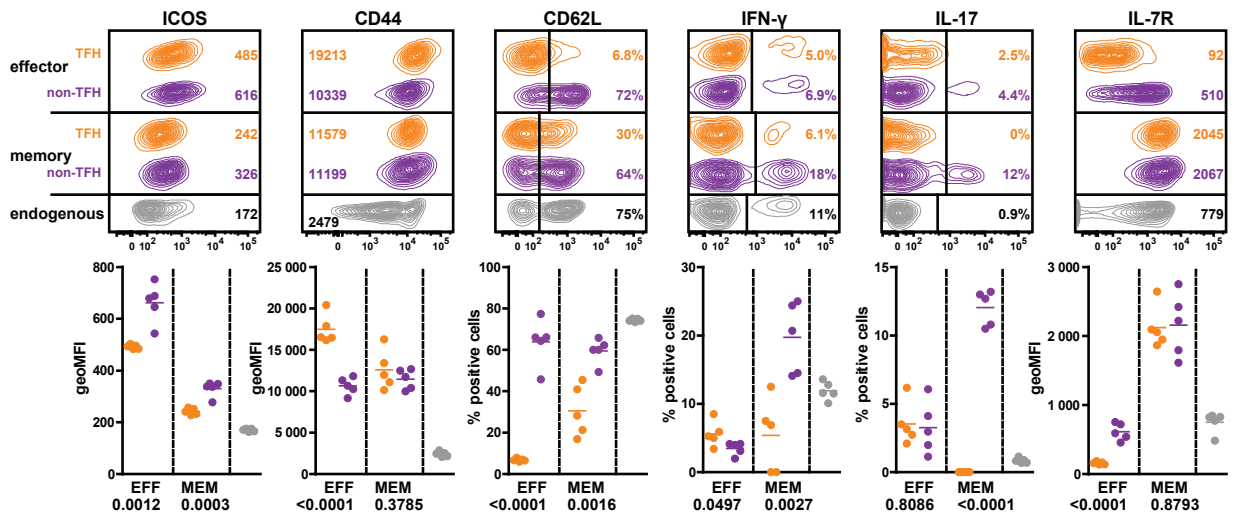 ICOS CD44 CD62L IFN-γ IL-17 IL-7R
TFH 485 19213 6.8% 5.0% 2.5% 92
effector
non-TFH 616 10339 72% 6.9% 4.4% 510
TFH 242 11579 30% 6.1% 0% 2045
memory
non-TFH 326 11199 64% 18% 12% 2067
endogenous 172 2479 75% 11% 0.9% 779
0 10² 10³ 10⁴ 10⁵ 0 10³ 10⁴ 10⁵ 0 10² 10³ 10⁴ 10⁵ 0 10² 10³ 10⁴ 10⁵ 0 10² 10³ 10⁴ 10⁵ 0 10² 10³ 10⁴ 10⁵
geoMFI
800
600
400
200
0
EFF MEM
0.0012 0.0003
geoMFI
25 000
20 000
15 000
10 000
5 000
0
EFF MEM
<0.0001 0.3785
% positive cells
100
80
60
40
20
0
EFF MEM
<0.0001 0.0016
% positive cells
30
20
10
0
EFF MEM
0.0497 0.0027
% positive cells
15
10
5
0
EFF MEM
0.8086 <0.0001
geoMFI
3 000
2 000
1 000
0
EFF MEM
<0.0001 0.8793